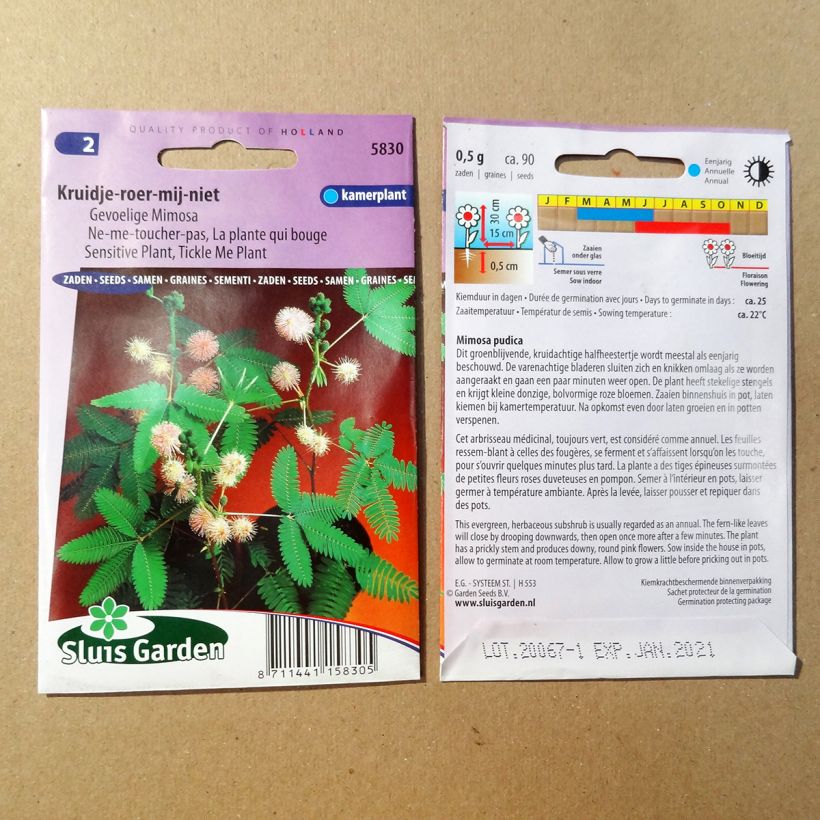 QUALITY PRODUCT OF HOLLAND
2
5830
Kruidje-roer-mij-niet
kamerplant
Gevoelige Mimosa
Ne-me-toucher-pas, La plante qui bouge
Sensitive Plant, Tickle Me Plant
ZADEN • SEEDS • SAMEN • GRAINES • SEMENTI • ZADEN • SEEDS • SAMEN • GRAINES • SE
Sluis Garden
8 711441 158305
0,5 g ca. 90
zaden | graines | seeds
Eenjarig
Annuelle
Annual
J F M A M J J A S O N D
30 cm
15 cm
0,5 cm
Zaaien
onder glas
Semer sous verre
Sow indoor
Bloeitijd
Floraison
Flowering
Kiemduur in dagen • Durée de germination avec jours • Days to germinate in days : ca. 25
Zaaitemperatuur • Températur de semis • Sowing temperature : ca. 22°C
Mimosa pudica
Dit groenblijvende, kruidachtige halfheestertje wordt meestal als eenjarig
beschouwd. De varenachtige bladeren sluiten zich en knikken omlaag als ze worden
aangeraakt en gaan een paar minuten weer open. De plant heeft stekelige stengels
en krijgt kleine donzige, bolvormige roze bloemen. Zaaien binnenshuis in pot, laten
kiemen bij kamertemperatuur. Na opkomst even door laten groeien en in potten
verspenen.
Cet arbrisseau médicinal, toujours vert, est considéré comme annuel. Les feuilles
ressem-blant à celles des fougères, se ferment et s'affaissent lorsqu'on les touche,
pour s'ouvrir quelques minutes plus tard. La plante a des tiges épineuses surmontées
de petites fleurs roses duveteuses en pompon. Semer à l'intérieur en pots, laisser
germer à température ambiante. Après la levée, laisser pousser et repiquer dans
des pots.
This evergreen, herbaceous subshrub is usually regarded as an annual. The fern-like leaves
will close by drooping downwards, then open once more after a few minutes. The plant
has a prickly stem and produces downy, round pink flowers. Sow inside the house in pots,
allow to germinate at room temperature. Allow to grow a little before pricking out in pots.
E.G. - SYSTEEM ST. | H 553
© Garden Seeds B.V.
www.sluisgarden.nl
Kiemkrachtbeschermende binnenverpakking
Sachet protecteur de la germination
Germination protecting package
LOT.20067-1 EXP.JAN.2021